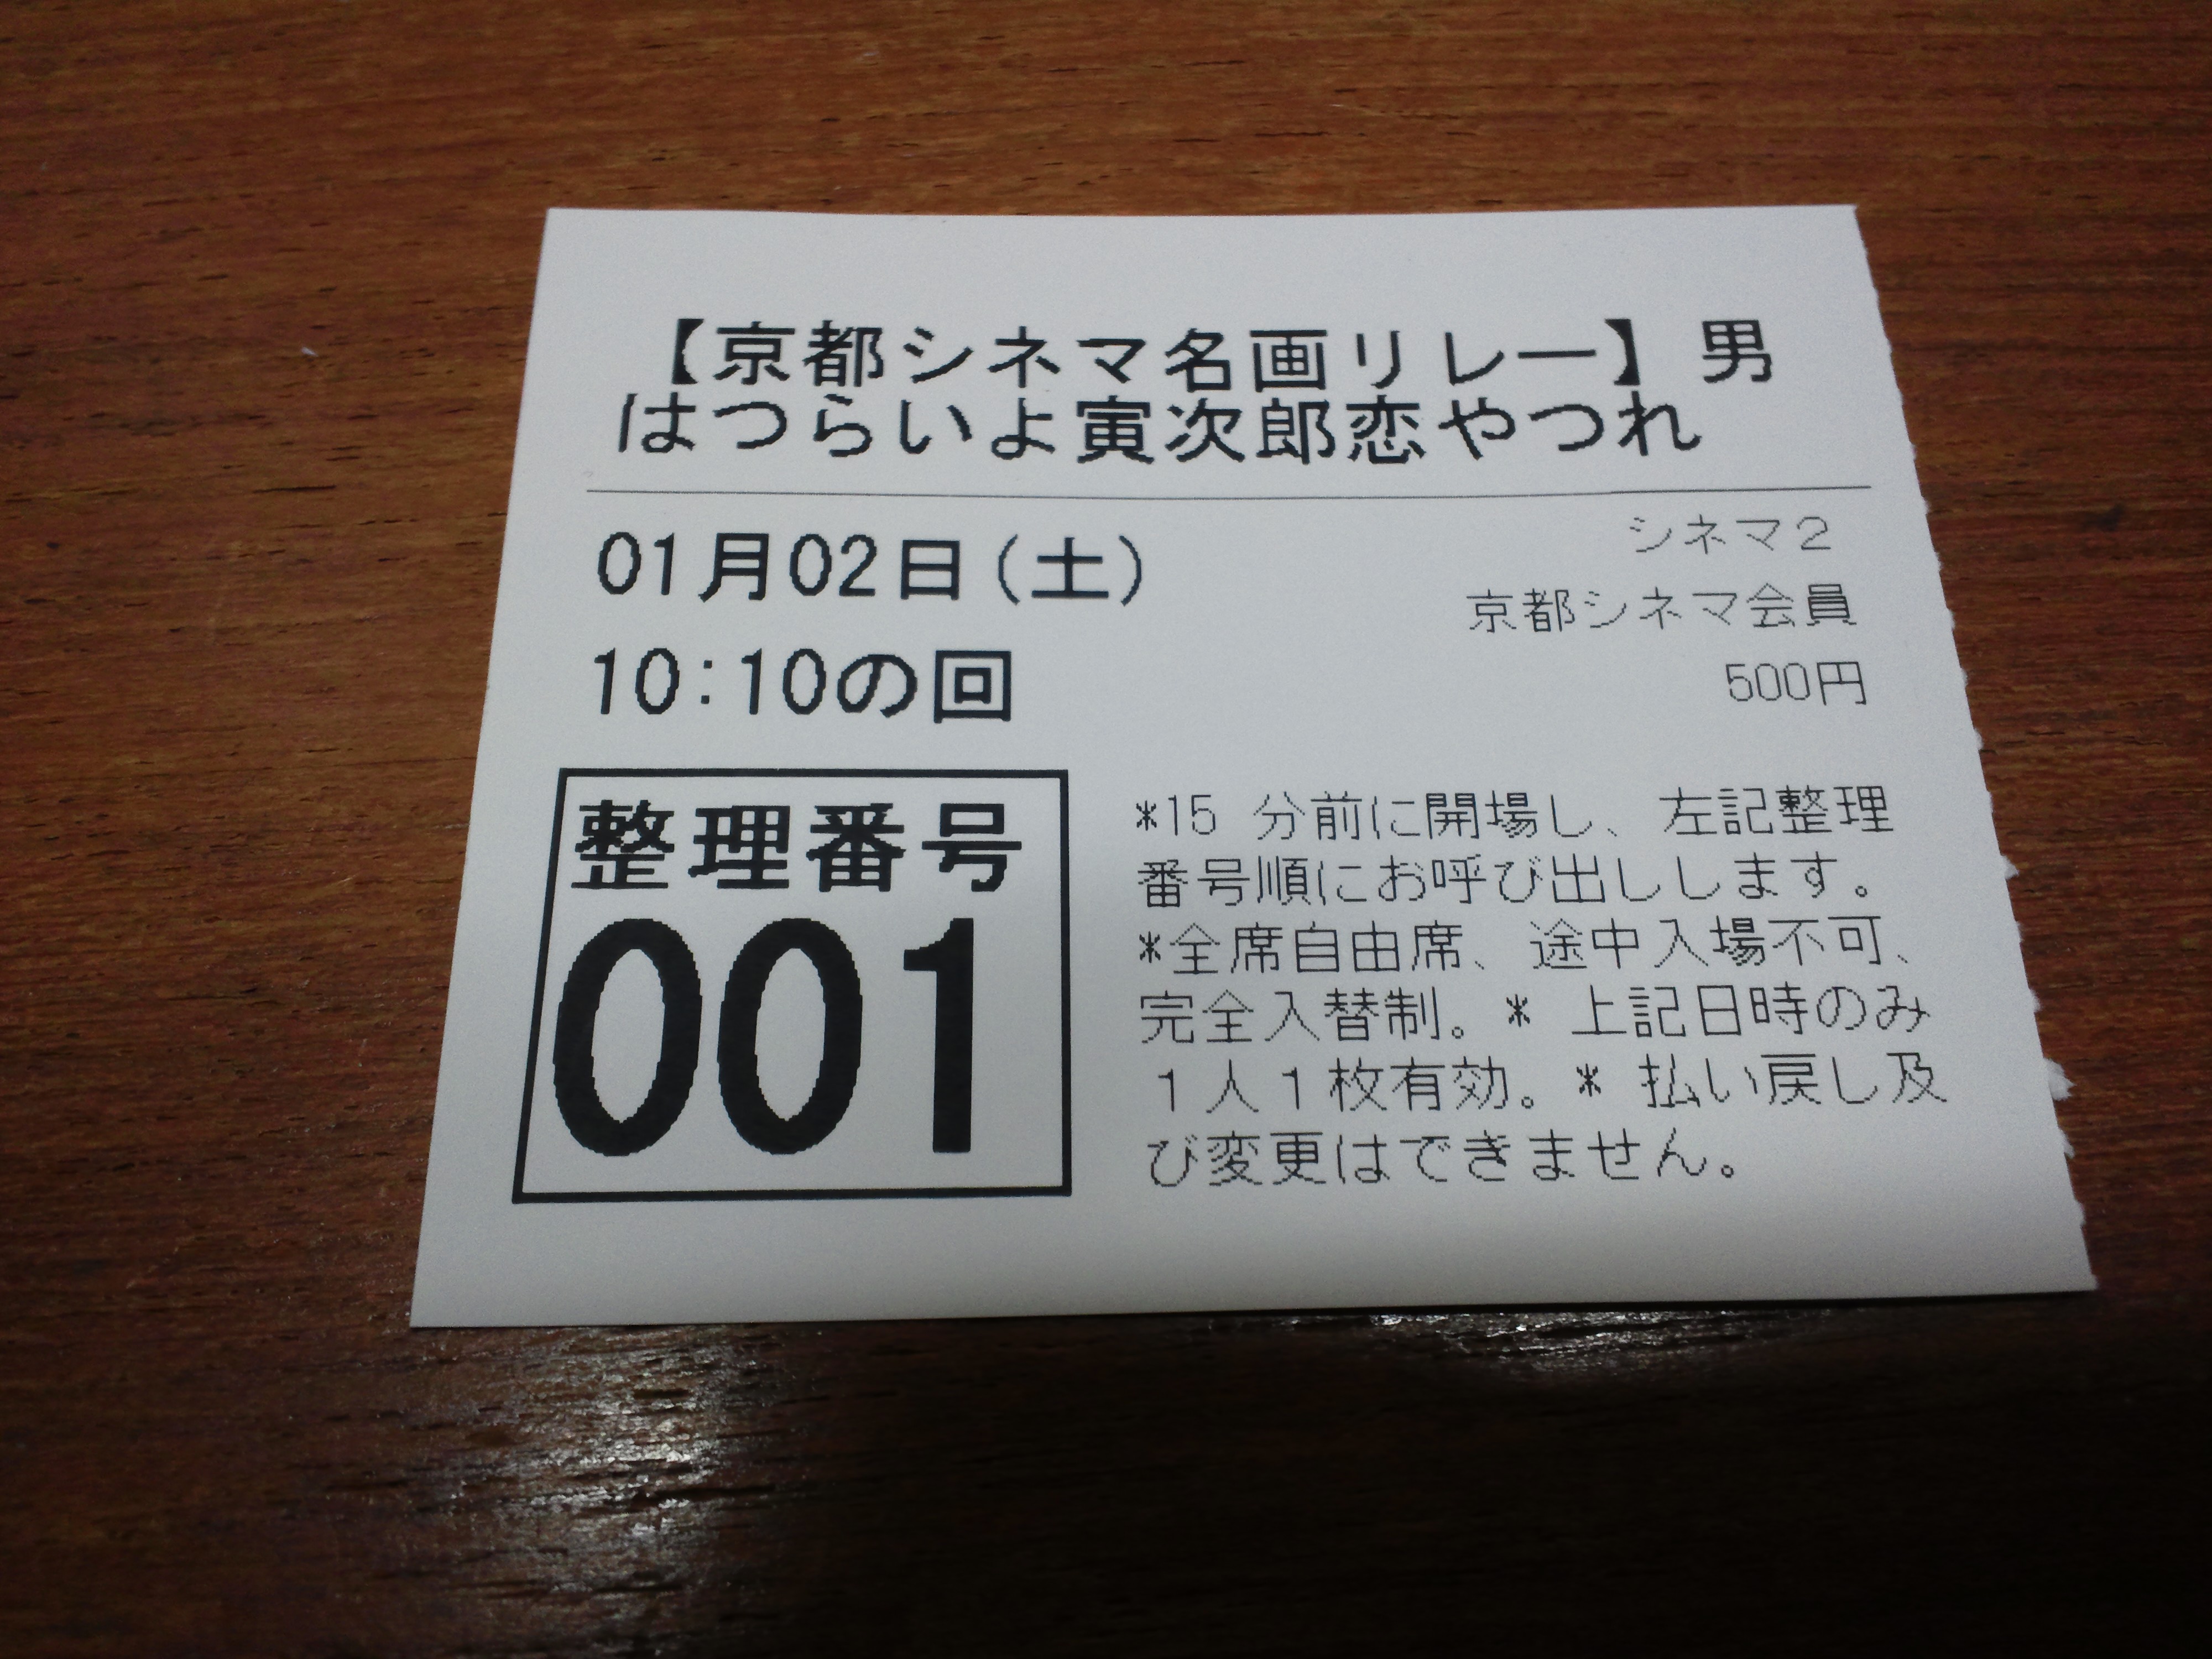 【京都シネマ名画リレー】男
はつらいよ寅次郎恋やつれ
01月02日(土)
シネマ2
京都シネマ会員
10:10の回
500円
整理番号
001
*15 分前に開場し、左記整理
番号順にお呼び出しします。
*全席自由席、途中入場不可、
完全入替制。* 上記日時のみ
1人1枚有効。* 払い戻し及
び変更はできません。